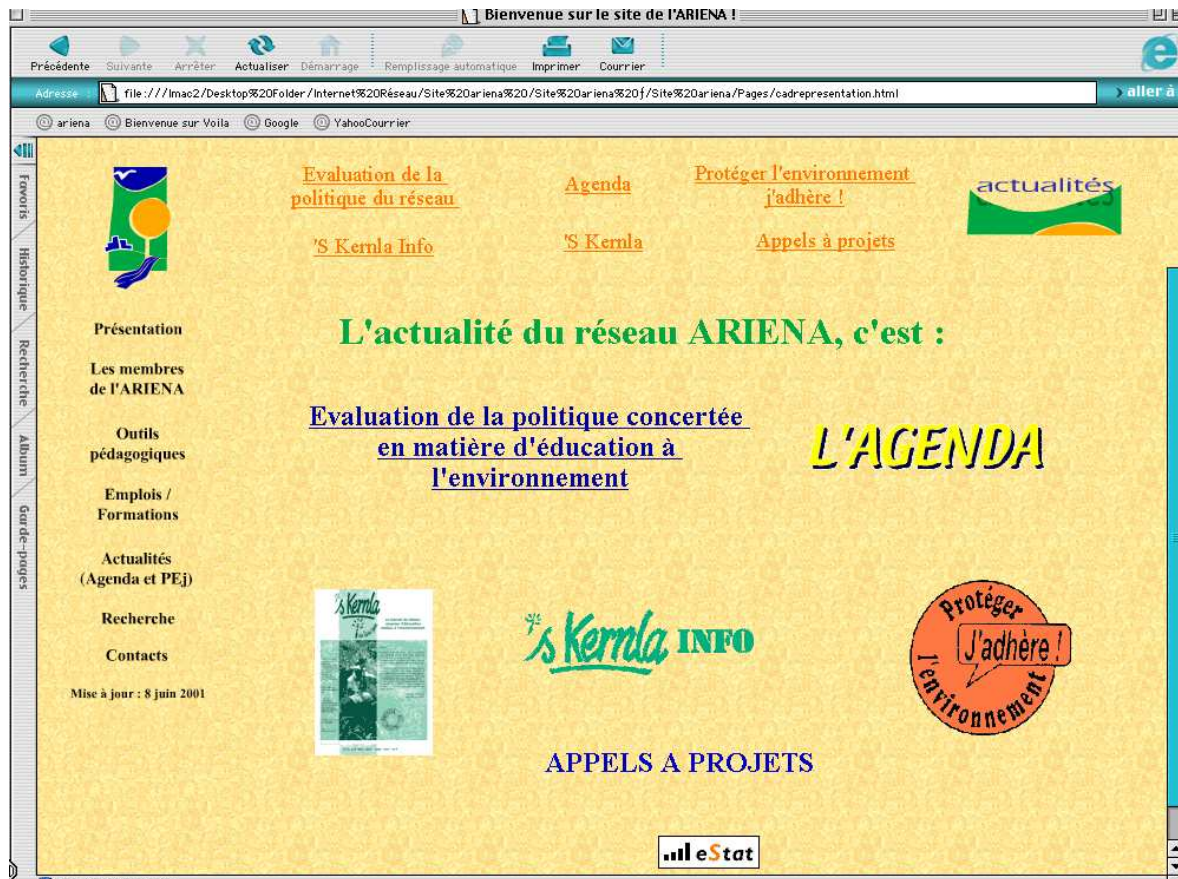 Bienvenue sur le site de l'ARIENA !
Précédente Suivante Arrêter Actualiser Démarrage Remplissage automatique Imprimer Courrier
Adresse : file:///Imac2/Desktop%20Folder/Internet%20Réseau/Site%20ariena%20/Site%20ariena%20ƒ/Site%20ariena/Pages/cadrepresentation.html aller à
ariena Bienvenue sur Voila Google YahooCourrier
Favoris
Historique
Recherche
Album
Garde-pages
Evaluation de la
politique du réseau
Agenda
Protéger l'environnement
j'adhère !
actualités
'S Kernla Info
'S Kernla
Appels à projets
Présentation
Les membres
de l'ARIENA
Outils
pédagogiques
Emplois /
Formations
Actualités
(Agenda et PEj)
Recherche
Contacts
Mise à jour : 8 juin 2001
L'actualité du réseau ARIENA, c'est :
Evaluation de la politique concertée
en matière d'éducation à
l'environnement
L'AGENDA
's Kernla
's Kernla INFO
Protéger
J'adhère !
l'environnement
APPELS A PROJETS
eStat